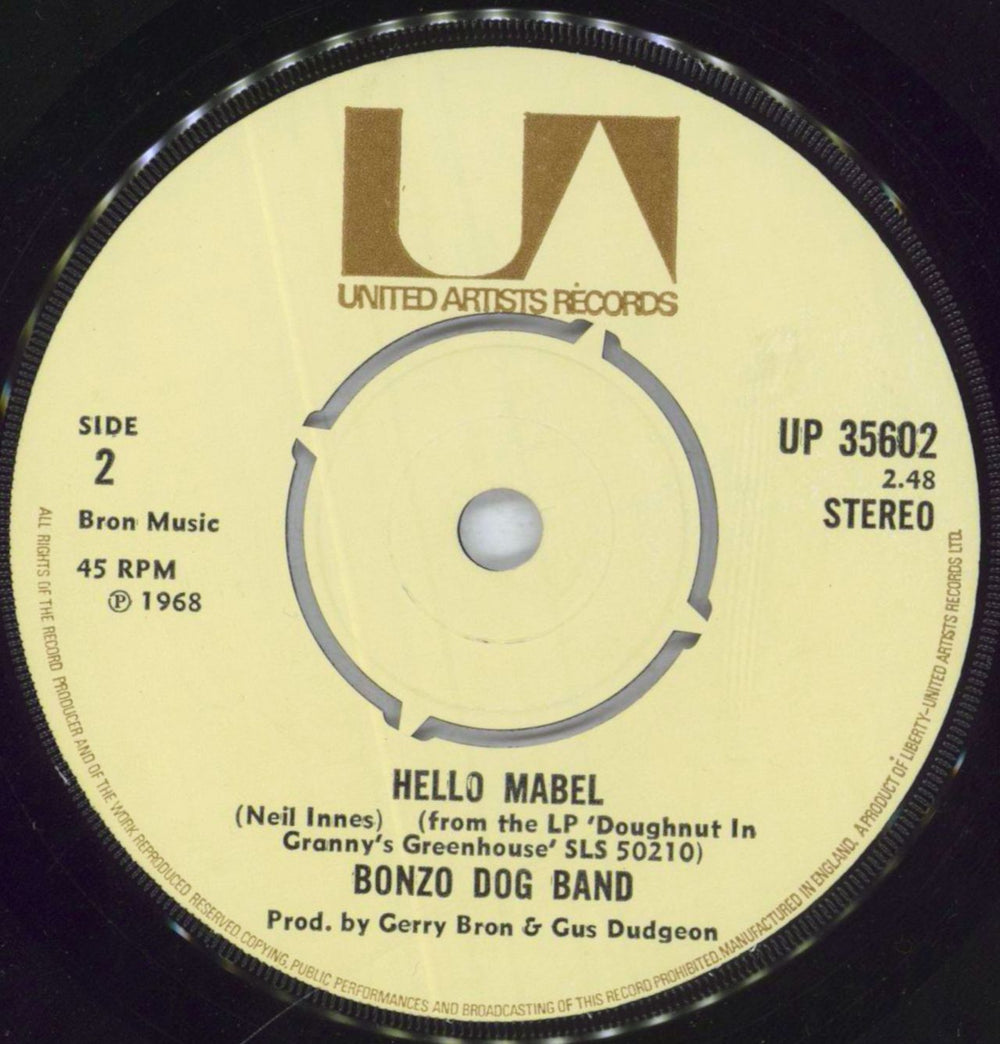 UA
UNITED ARTISTS RECORDS
SIDE
2
Bron Music
45 RPM
℗ 1968
UP 35602
2.48
STEREO
HELLO MABEL
(Neil Innes) (from the LP 'Doughnut In
Granny's Greenhouse' SLS 50210)
BONZO DOG BAND
Prod. by Gerry Bron & Gus Dudgeon
ALL RIGHTS OF THE RECORD PRODUCER AND OF THE WORK REPRODUCED RESERVED. COPYING, PUBLIC PERFORMANCES AND BROADCASTING OF THIS RECORD PROHIBITED. MANUFACTURED IN ENGLAND. A PRODUCT OF LIBERTY-UNITED ARTISTS RECORDS LTD.